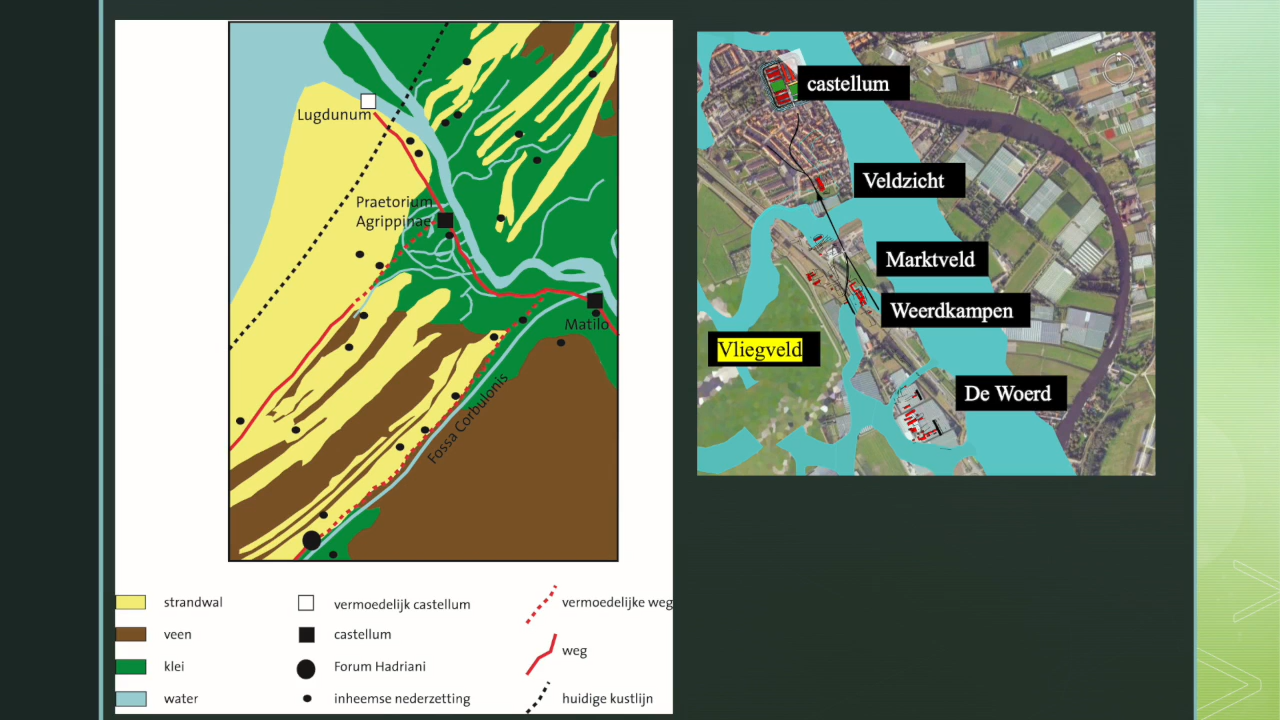 Lugdunum
Praetorium
Agrippinae
Matilo
Fossa Corbulonis
strandwal
veen
klei
water
vermoedelijk castellum
castellum
Forum Hadriani
inheemse nederzetting
vermoedelijke weg
weg
huidige kustlijn
castellum
Veldzicht
Marktveld
Weerdkampen
Vliegveld
De Woerd